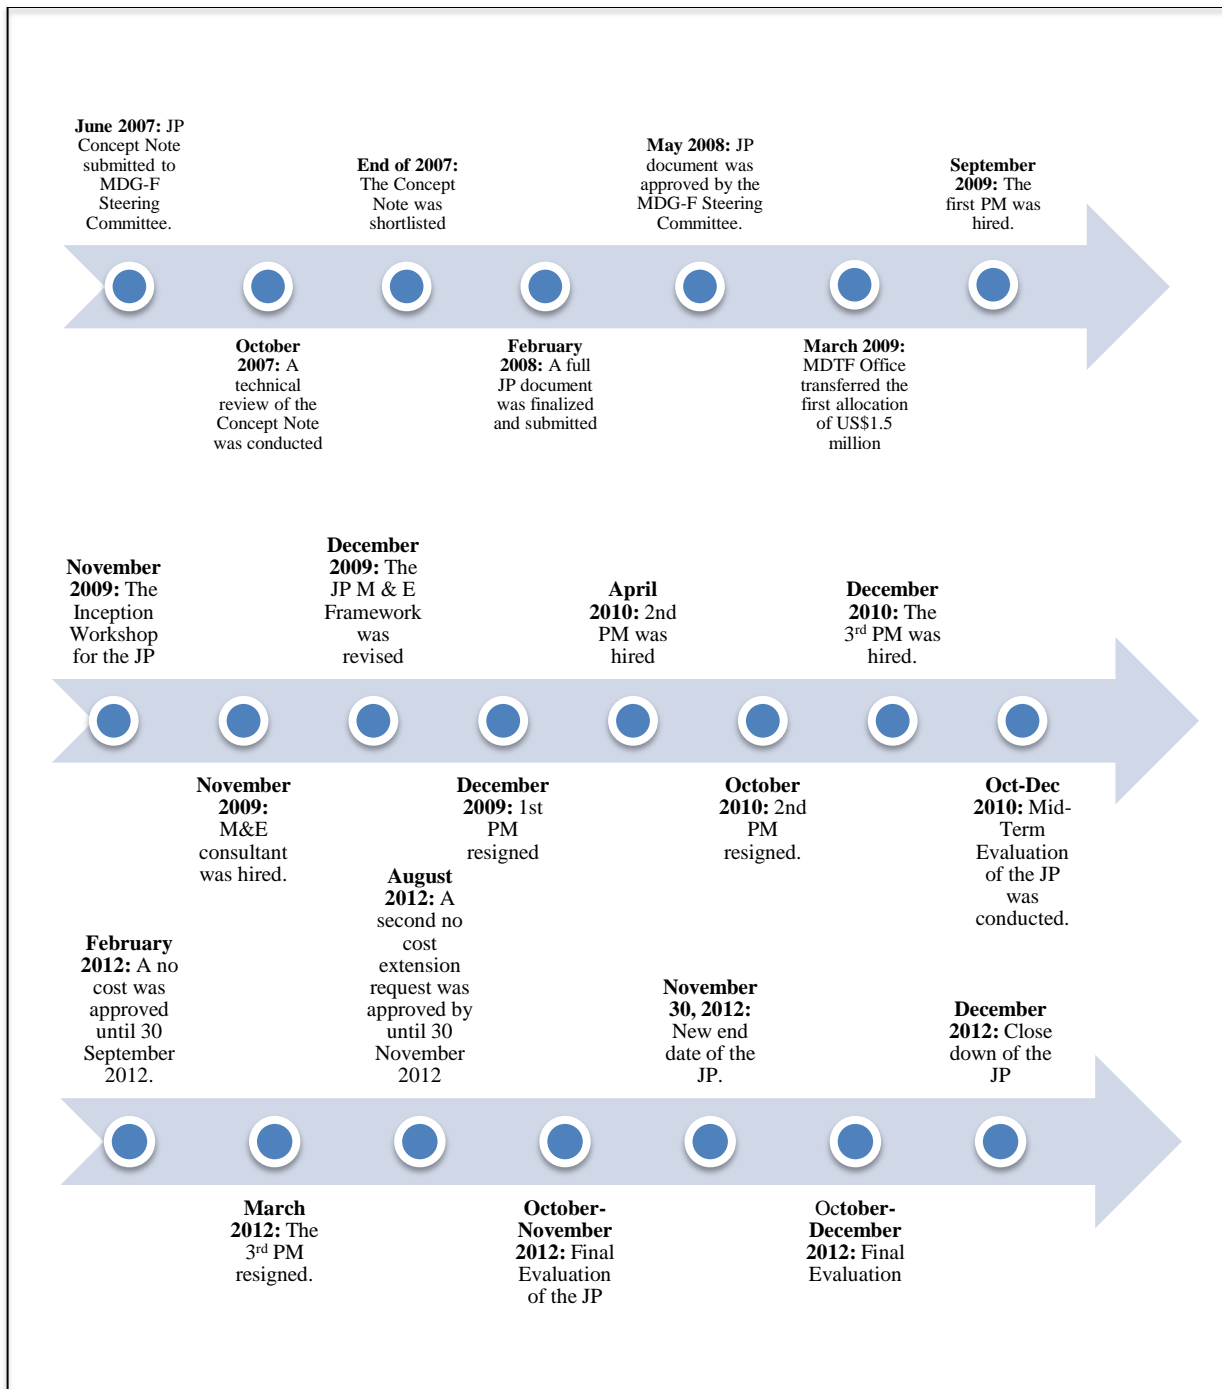 June 2007: JP
Concept Note
submitted to
MDG-F
Steering
Committee.
October
2007: A
technical
review of the
Concept Note
was conducted
End of 2007:
The Concept
Note was
shortlisted
February
2008: A full
JP document
was finalized
and submitted
May 2008: JP
document was
approved by the
MDG-F Steering
Committee.
March 2009:
MDTF Office
transferred the
first allocation
of US$1.5
million
September
2009: The
first PM was
hired.
November
2009: The
Inception
Workshop
for the JP
November
2009:
M&E
consultant
was hired.
December
2009: The
JP M & E
Framework
was
revised
December
2009: 1st
PM
resigned
April
2010: 2nd
PM was
hired
October
2010: 2nd
PM
resigned.
December
2010: The
3rd PM was
hired.
Oct-Dec
2010: Mid-
Term
Evaluation
of the JP
was
conducted.
February
2012: A no
cost was
approved
until 30
September
2012.
March
2012: The
3rd PM
resigned.
August
2012: A
second no
cost
extension
request was
approved by
until 30
November
2012
October-
November
2012: Final
Evaluation
of the JP
November
30, 2012:
New end
date of the
JP.
October-
December
2012: Final
Evaluation
December
2012: Close
down of the
JP